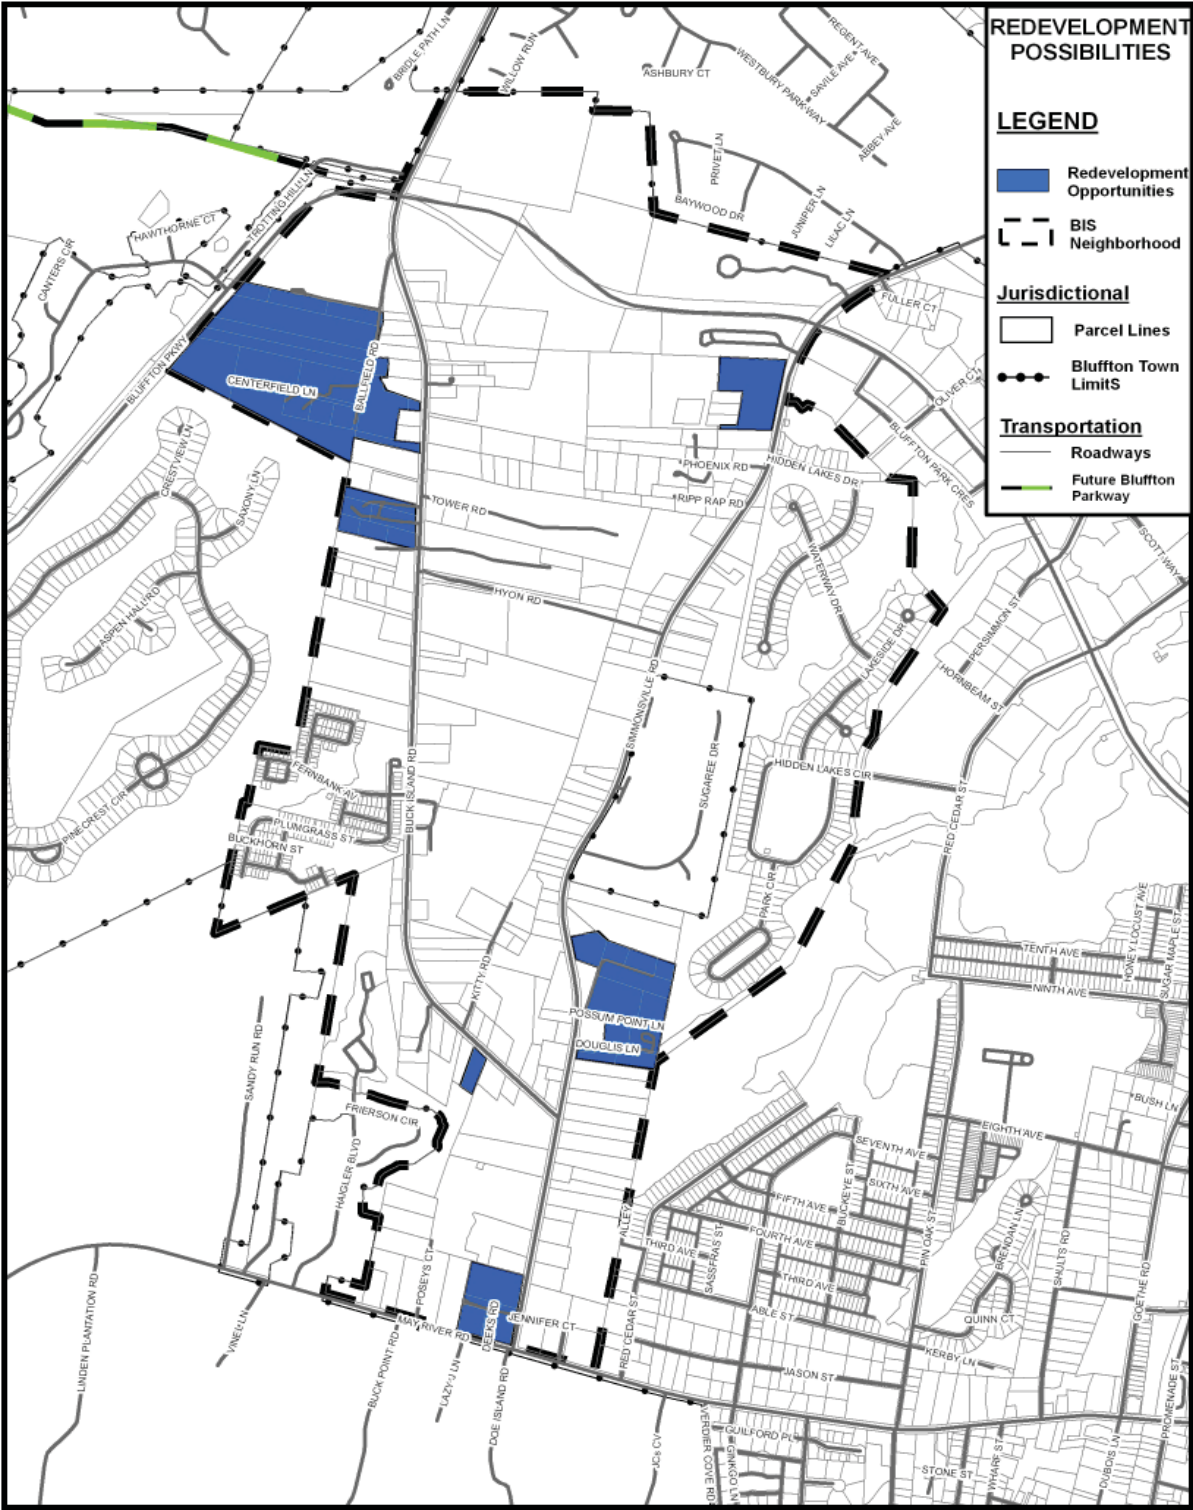 REDEVELOPMENT
POSSIBILITIES
LEGEND
Redevelopment
Opportunities
BIS
Neighborhood
Jurisdictional
Parcel Lines
Bluffton Town
LimitS
Transportation
Roadways
Future Bluffton
Parkway
BRIDLE PATH LN
WILLOW RUN
ASHBURY CT
WESTBURY PARK WAY
REGENT AVE
SAVILE AVE
ABBEY AVE
PRIVET LN
BAYWOOD DR
JUNIPER LN
LILAC LN
FULLER CT
HAWTHORNE CT
TROTTING HILL LN
CANTERS CIR
BLUFFTON PKWY
CENTERFIELD LN
BALLFIELD RD
OLIVER CT
BLUFFTON PARK CRES
CRESTVIEW LN
SAXONY LN
PHOENIX RD
HIDDEN LAKES DR
RIPP RAP RD
TOWER RD
SCOTT WAY
WATERWAY DR
HYON RD
ASPEN HALL RD
LAKESIDE DR
PERSIMMON ST
HORNBEAM ST
SIMMONSVILLE RD
SUGAREE DR
BUCK ISLAND RD
HIDDEN LAKES CIR
FERNBANK AV
PINECREST CIR
PLUMGRASS ST
BUCKHORN ST
RED CEDAR ST
PARK CIR
HONEY LOCUST AVE
SUGAR MAPLE ST
TENTH AVE
NINTH AVE
KITTY RD
POSSUM POINT LN
DOUGLIS LN
SANDY RUN RD
FRIERSON CIR
HAIGLER BLVD
BUSH LN
EIGHTH AVE
SEVENTH AVE
SIXTH AVE
BUCKEYE ST
FIFTH AVE
FOURTH AVE
ALLEY
THIRD AVE
SASSFRAS ST
THIRD AVE
PIN OAK ST
BRENDAN LN
SHULTS RD
GOETHE RD
POSEYS CT
DEEKS RD
JENNIFER CT
MAY RIVER RD
RED CEDAR ST
ABLE ST
QUINN CT
KERBY LN
JASON ST
LINDEN PLANTATION RD
VINEL LN
BUCK POINT RD
LAZY J LN
DOE ISLAND RD
JCs CV
VERDIER COVE RD
GINKGO LN
GUILFORD PL
STONE ST
WHARF ST
DUBOIS LN
PROMENADE ST